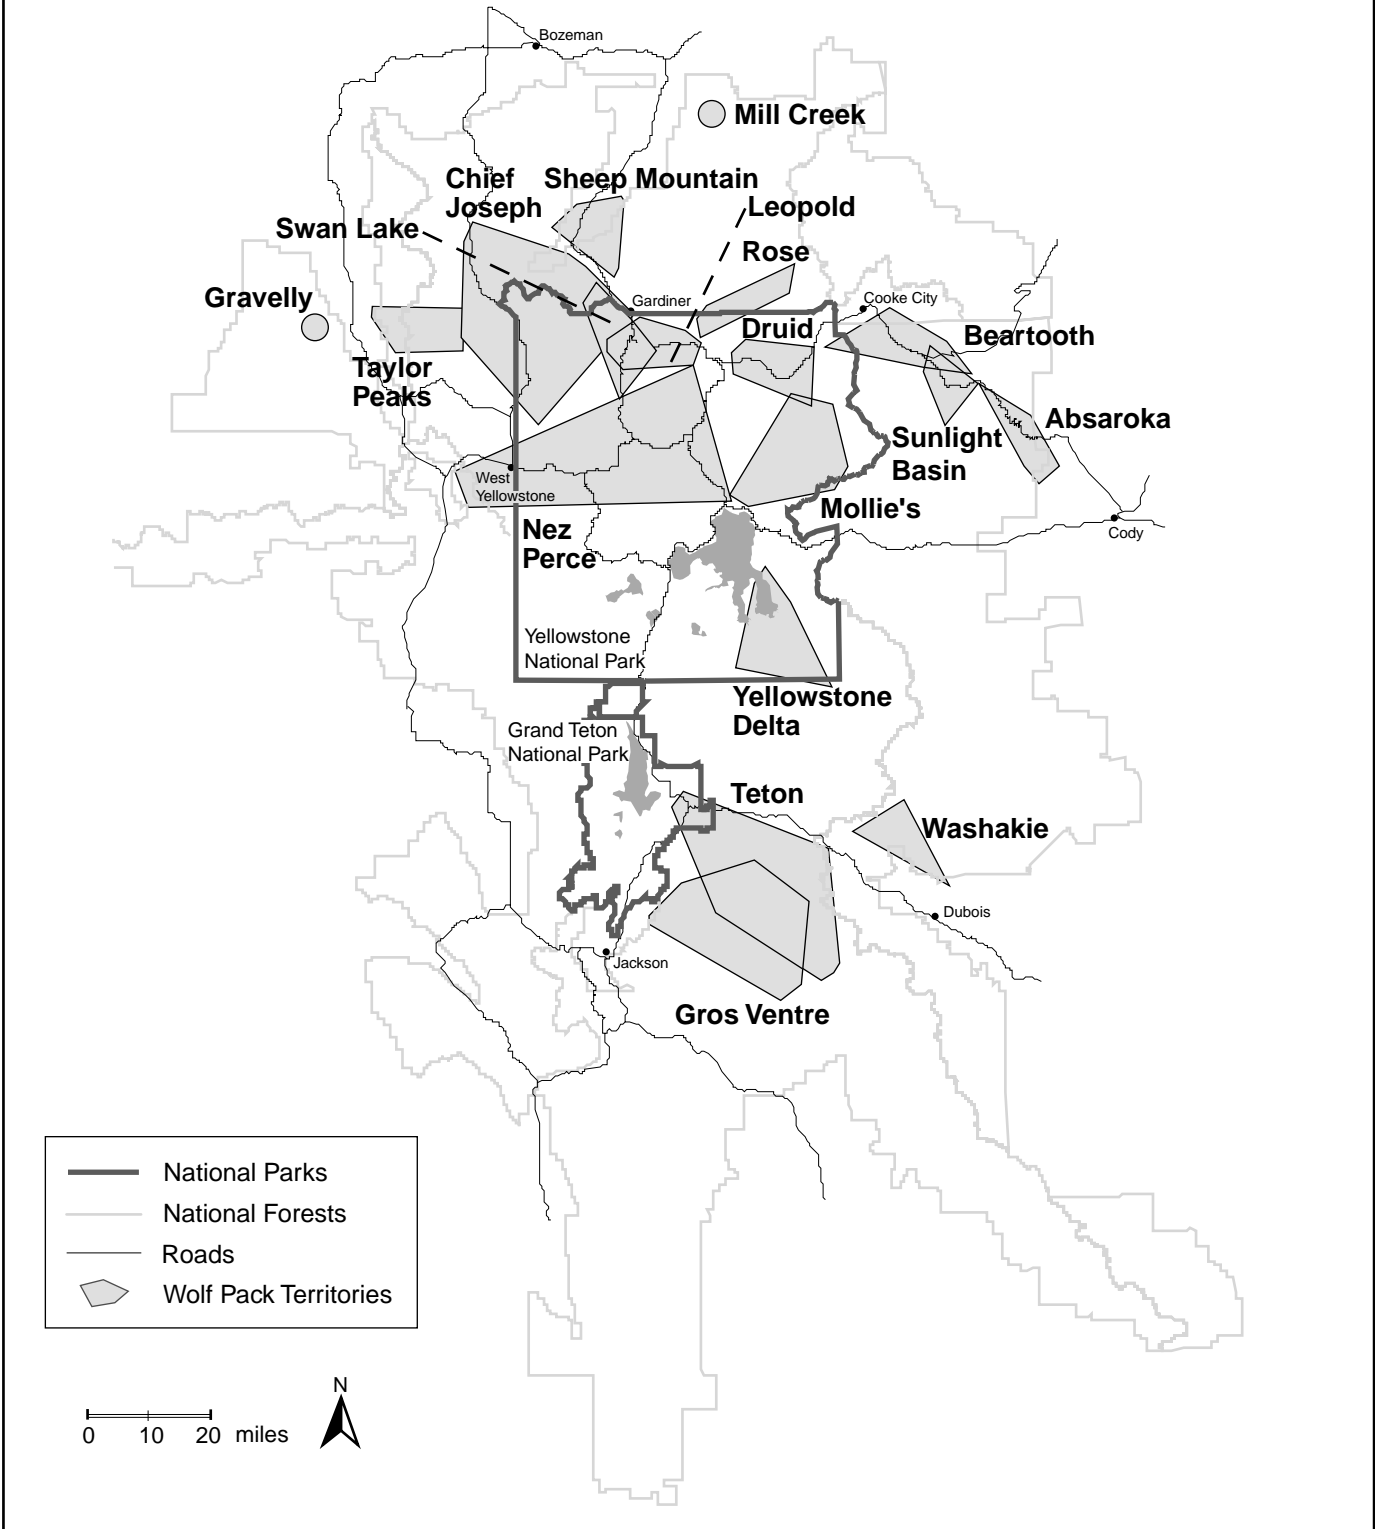 Bozeman
Mill Creek
Chief
Joseph
Sheep Mountain
Leopold
Swan Lake
Rose
Gravelly
Gardiner
Cooke City
Druid
Beartooth
Taylor
Peaks
Absaroka
Sunlight
Basin
West
Yellowstone
Mollie's
Nez
Perce
Cody
Yellowstone
National Park
Yellowstone
Delta
Grand Teton
National Park
Teton
Washakie
Dubois
Jackson
Gros Ventre
National Parks
National Forests
Roads
Wolf Pack Territories
N
0 10 20 miles